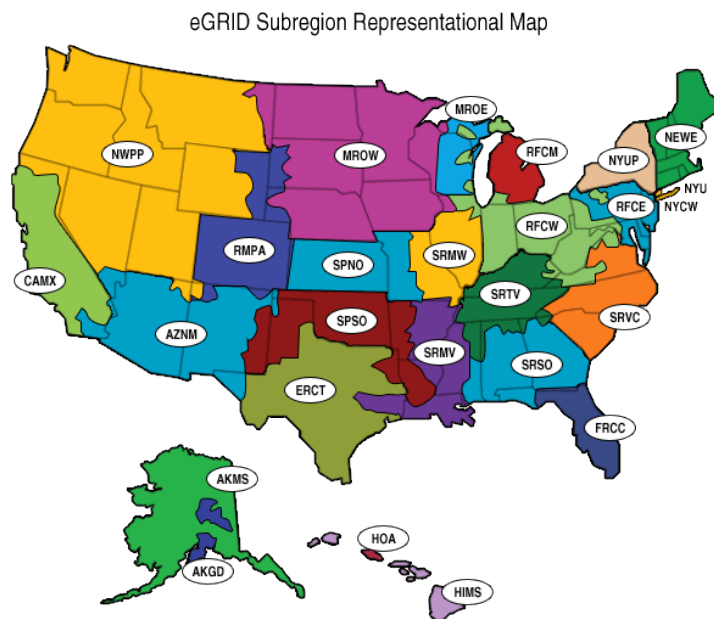 eGRID Subregion Representational Map
MROE
NEWE
RFCM
NWPP
MROW
NYUP
NYU
RFCE
NYCW
RFCW
RMPA
SRMW
SPNO
CAMX
SRTV
SRVC
SPSO
AZNM
SRMV
SRSO
ERCT
FRCC
AKMS
HOA
AKGD
HIMS